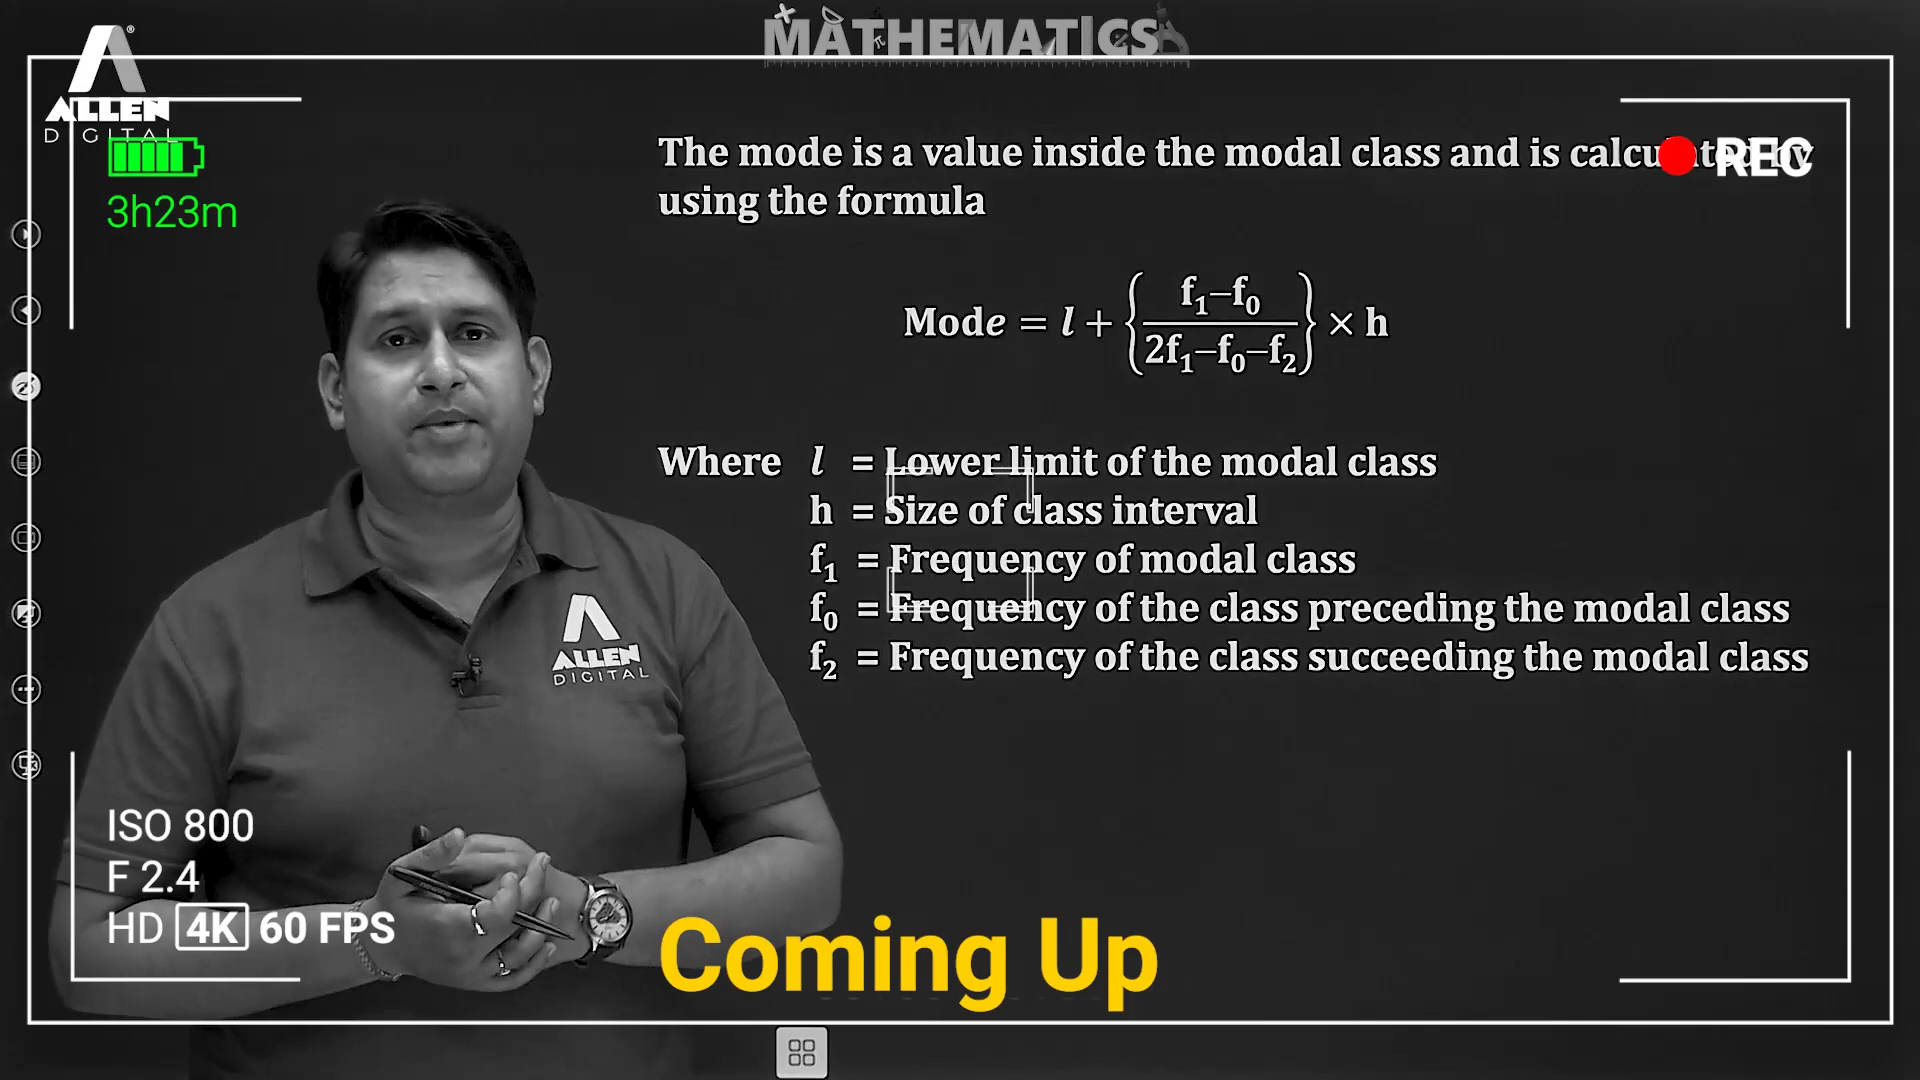 MATHEMATICS
ALLEN
DIGITAL
3h23m
REC
The mode is a value inside the modal class and is calculated by
using the formula
Mode = l + {(f₁–f₀)/(2f₁–f₀–f₂)} × h
Where l = Lower limit of the modal class
h = Size of class interval
f₁ = Frequency of modal class
f₀ = Frequency of the class preceding the modal class
f₂ = Frequency of the class succeeding the modal class
ALLEN
DIGITAL
ISO 800
F 2.4
HD 4K 60 FPS
Coming Up